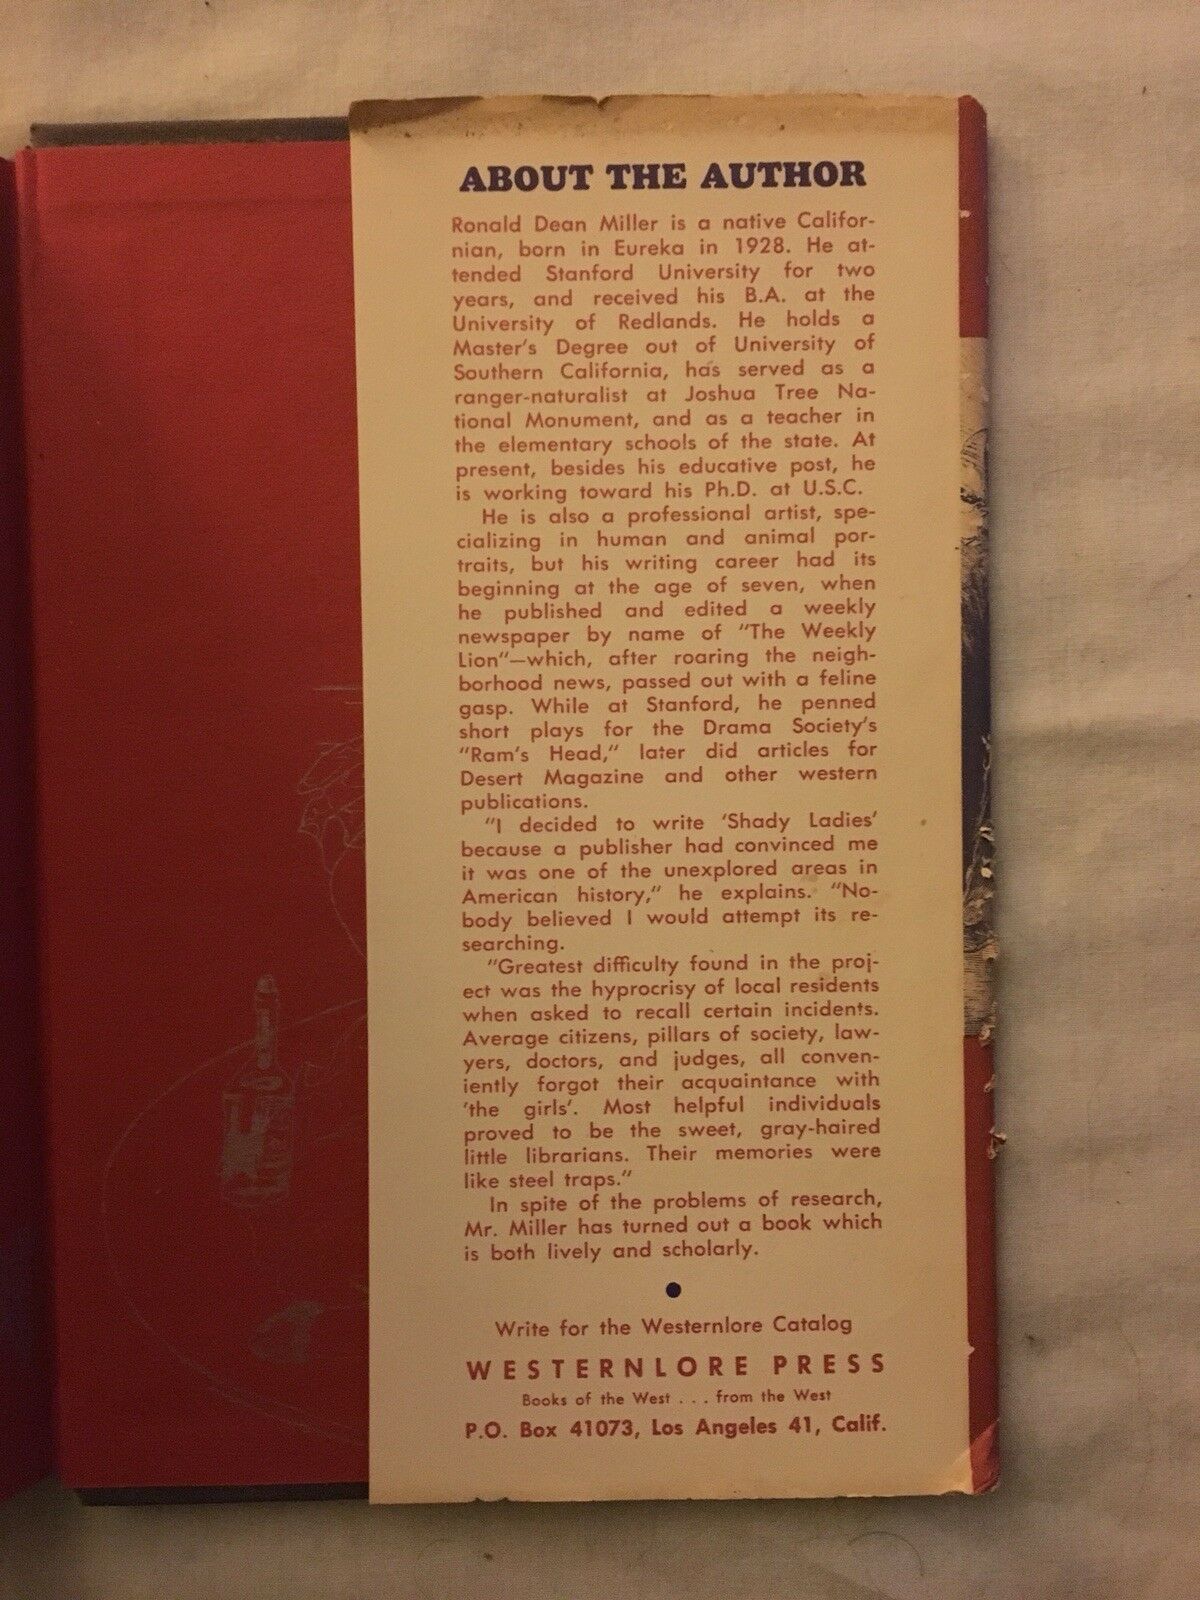 ABOUT THE AUTHOR
Ronald Dean Miller is a native Califor-
nian, born in Eureka in 1928. He at-
tended Stanford University for two
years, and received his B.A. at the
University of Redlands. He holds a
Master's Degree out of University of
Southern California, has served as a
ranger-naturalist at Joshua Tree Na-
tional Monument, and as a teacher in
the elementary schools of the state. At
present, besides his educative post, he
is working toward his Ph.D. at U.S.C.
He is also a professional artist, spe-
cializing in human and animal por-
traits, but his writing career had its
beginning at the age of seven, when
he published and edited a weekly
newspaper by name of "The Weekly
Lion"—which, after roaring the neigh-
borhood news, passed out with a feline
gasp. While at Stanford, he penned
short plays for the Drama Society's
"Ram's Head," later did articles for
Desert Magazine and other western
publications.
"I decided to write 'Shady Ladies'
because a publisher had convinced me
it was one of the unexplored areas in
American history," he explains. "No-
body believed I would attempt its re-
searching.
"Greatest difficulty found in the proj-
ect was the hyprocrisy of local residents
when asked to recall certain incidents.
Average citizens, pillars of society, law-
yers, doctors, and judges, all conven-
iently forgot their acquaintance with
'the girls'. Most helpful individuals
proved to be the sweet, gray-haired
little librarians. Their memories were
like steel traps."
In spite of the problems of research,
Mr. Miller has turned out a book which
is both lively and scholarly.
Write for the Westernlore Catalog
WESTERNLORE PRESS
Books of the West . . . from the West
P.O. Box 41073, Los Angeles 41, Calif.